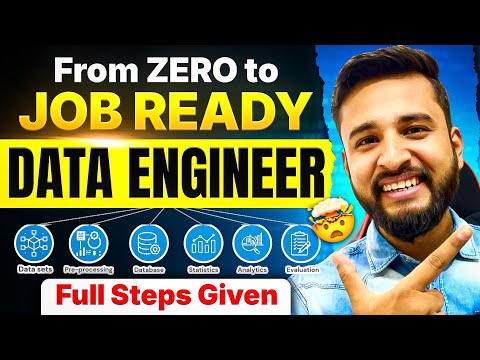 From ZERO to
JOB READY
DATA ENGINEER
Data sets
Pre-processing
Database
Statistics
Analytics
Evaluation
Full Steps Given